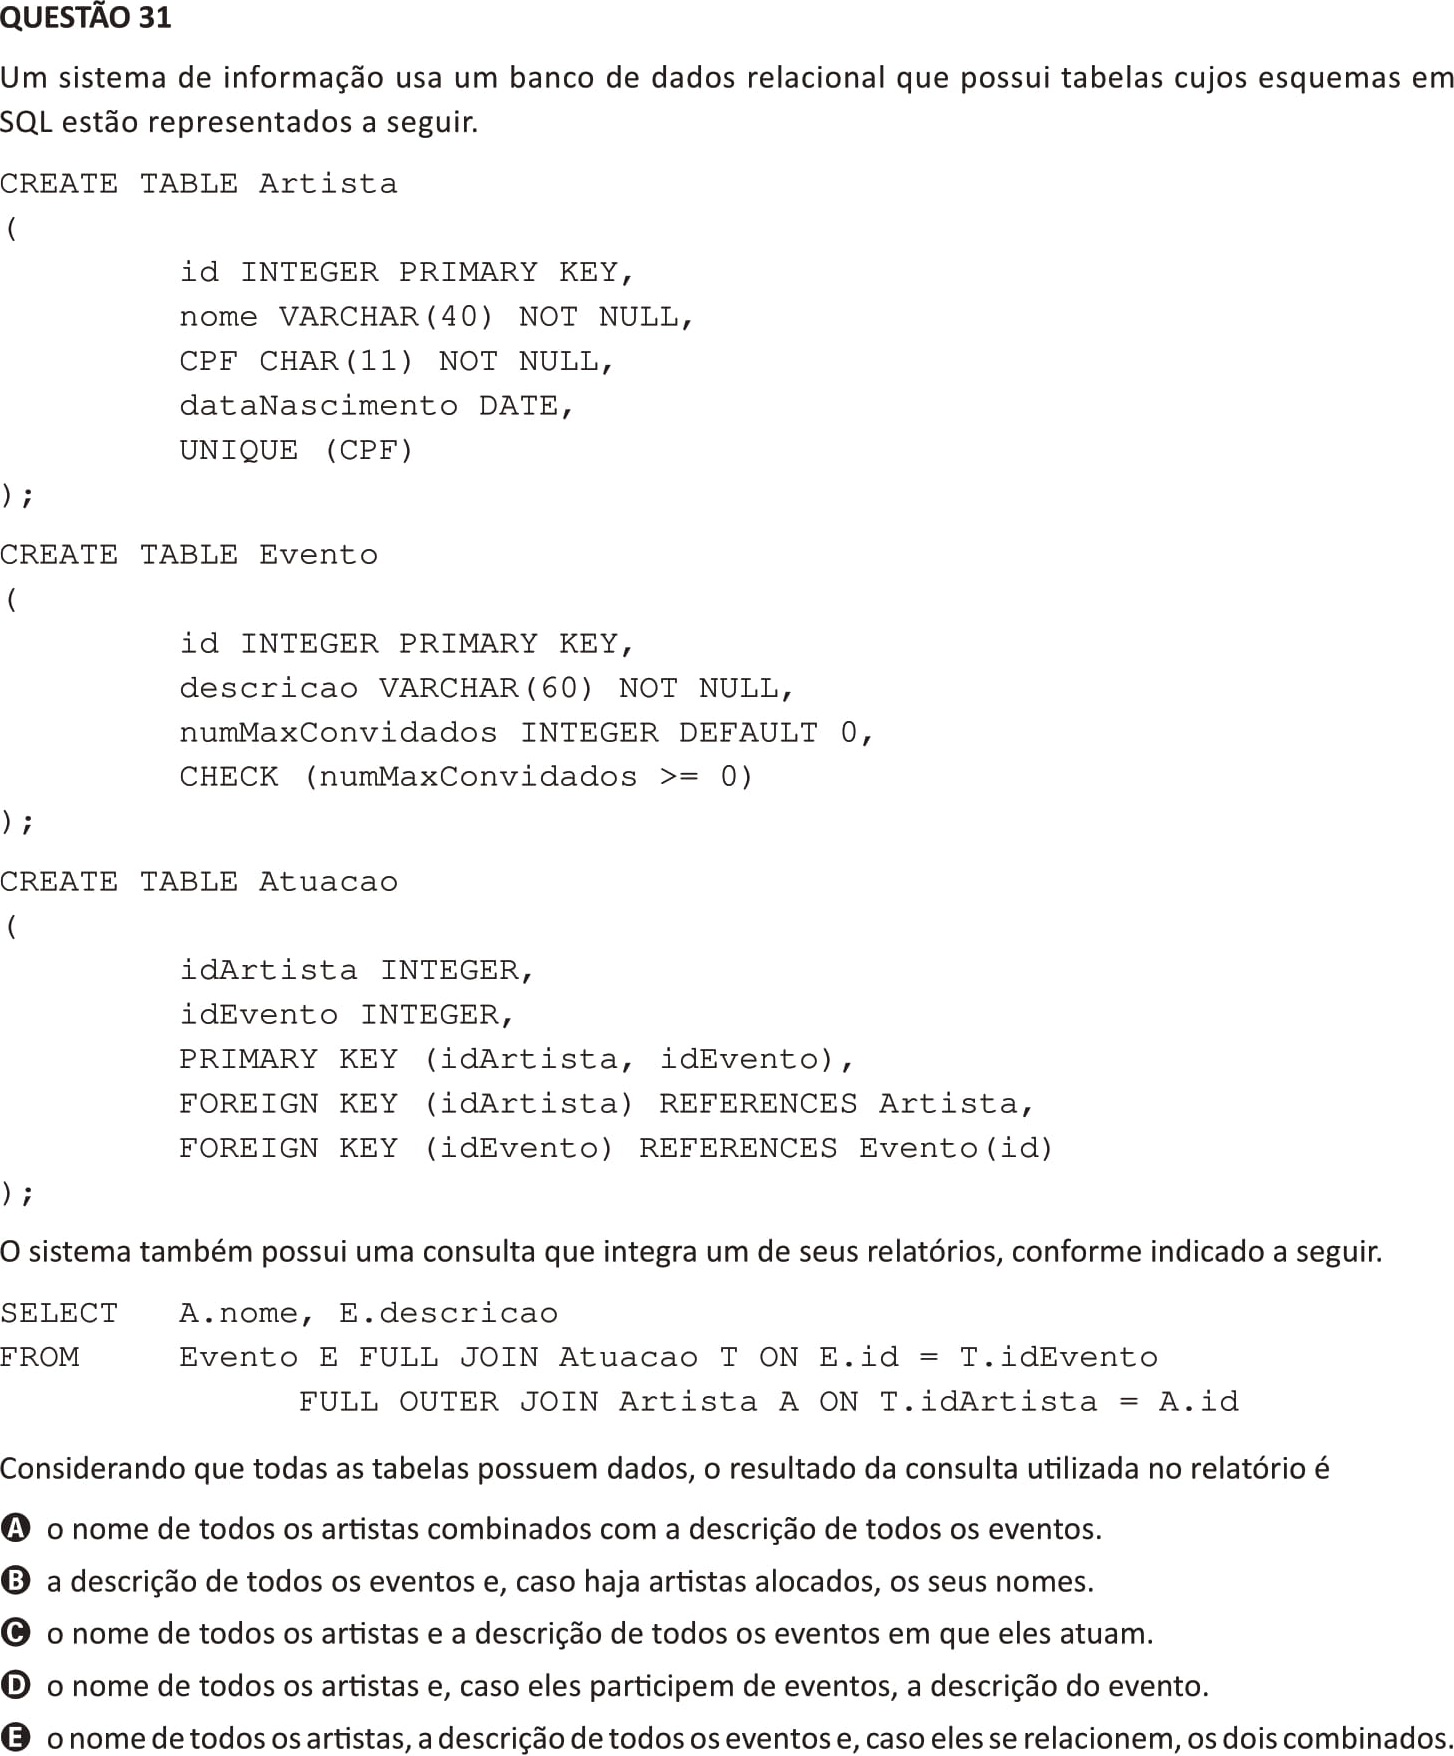 QUESTÃO 31
Um sistema de informação usa um banco de dados relacional que possui tabelas cujos esquemas em
SQL estão representados a seguir.
CREATE TABLE Artista
(
id INTEGER PRIMARY KEY,
nome VARCHAR(40) NOT NULL,
CPF CHAR(11) NOT NULL,
dataNascimento DATE,
UNIQUE (CPF)
);
CREATE TABLE Evento
(
id INTEGER PRIMARY KEY,
descricao VARCHAR(60) NOT NULL,
numMaxConvidados INTEGER DEFAULT 0,
CHECK (numMaxConvidados >= 0)
);
CREATE TABLE Atuacao
(
idArtista INTEGER,
idEvento INTEGER,
PRIMARY KEY (idArtista, idEvento),
FOREIGN KEY (idArtista) REFERENCES Artista,
FOREIGN KEY (idEvento) REFERENCES Evento(id)
);
O sistema também possui uma consulta que integra um de seus relatórios, conforme indicado a seguir.
SELECT A.nome, E.descricao
FROM Evento E FULL JOIN Atuacao T ON E.id = T.idEvento
FULL OUTER JOIN Artista A ON T.idArtista = A.id
Considerando que todas as tabelas possuem dados, o resultado da consulta utilizada no relatório é
A o nome de todos os artistas combinados com a descrição de todos os eventos.
B a descrição de todos os eventos e, caso haja artistas alocados, os seus nomes.
C o nome de todos os artistas e a descrição de todos os eventos em que eles atuam.
D o nome de todos os artistas e, caso eles participem de eventos, a descrição do evento.
E o nome de todos os artistas, a descrição de todos os eventos e, caso eles se relacionem, os dois combinados.